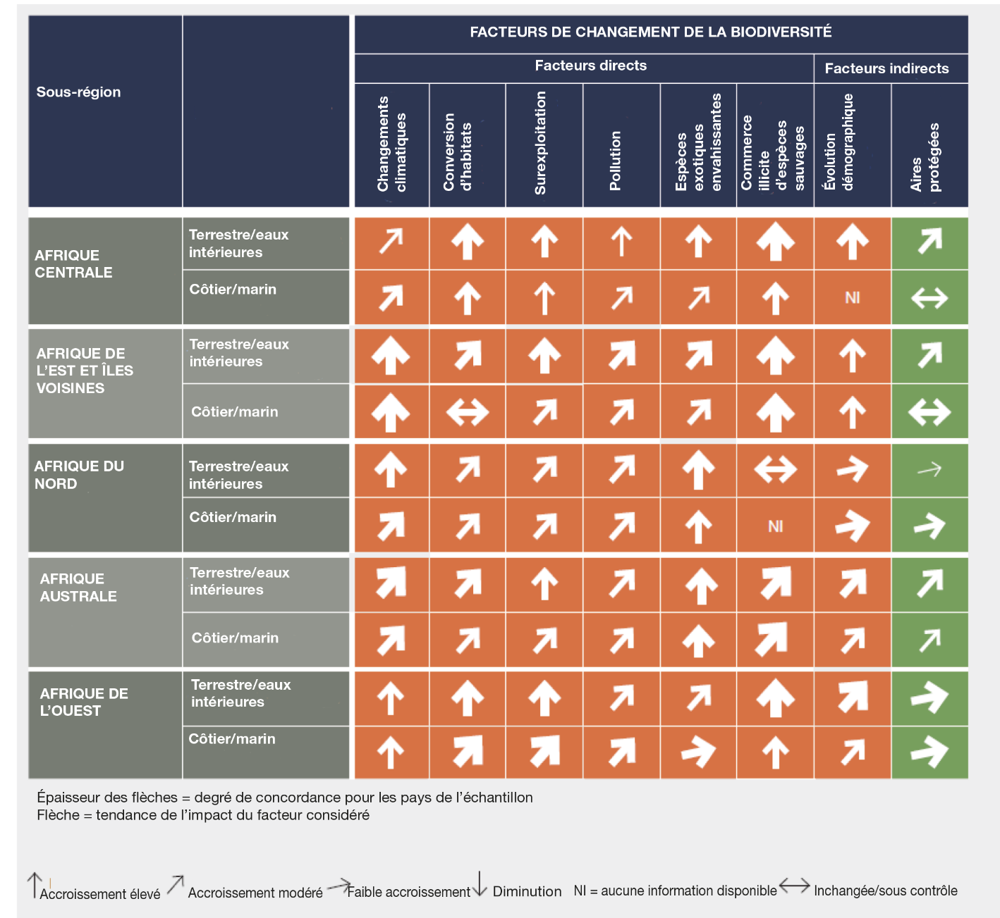 FACTEURS DE CHANGEMENT DE LA BIODIVERSITÉ
Facteurs directs
Facteurs indirects
Sous-région
Changements
climatiques
Conversion
d'habitats
Surexploitation
Pollution
Espèces
exotiques
envahissantes
Commerce
illicite
d'espèces
sauvages
Évolution
démographique
Aires
protégées
AFRIQUE
CENTRALE
Terrestre/eaux
intérieures
Côtier/marin
NI
AFRIQUE DE
L'EST ET ÎLES
VOISINES
Terrestre/eaux
intérieures
Côtier/marin
AFRIQUE DU
NORD
Terrestre/eaux
intérieures
Côtier/marin
NI
AFRIQUE
AUSTRALE
Terrestre/eaux
intérieures
Côtier/marin
AFRIQUE DE
L'OUEST
Terrestre/eaux
intérieures
Côtier/marin
Épaisseur des flèches = degré de concordance pour les pays de l'échantillon
Flèche = tendance de l'impact du facteur considéré
Accroissement élevé Accroissement modéré Faible accroissement Diminution NI = aucune information disponible Inchangée/sous contrôle